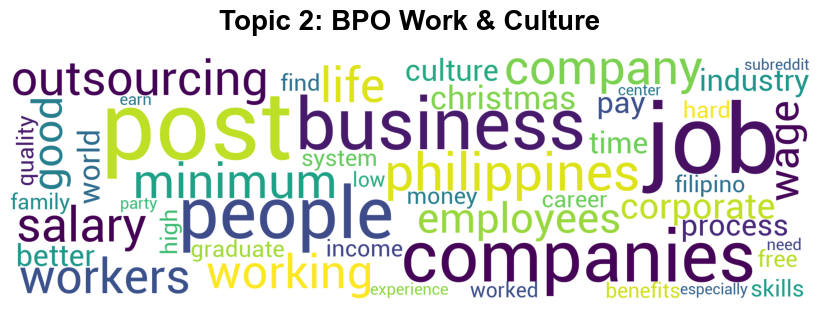 Topic 2: BPO Work & Culture
outsourcing
find
life
culture
company
subreddit
industry
earn
christmas
center
pay
hard
good
post
business
job
wage
quality
world
system
time
minimum
low
philippines
filipino
family
party
people
money
career
corporate
salary
high
employees
process
better
graduate
income
companies
need
free
workers
working
experience
worked
benefits
especially
skills